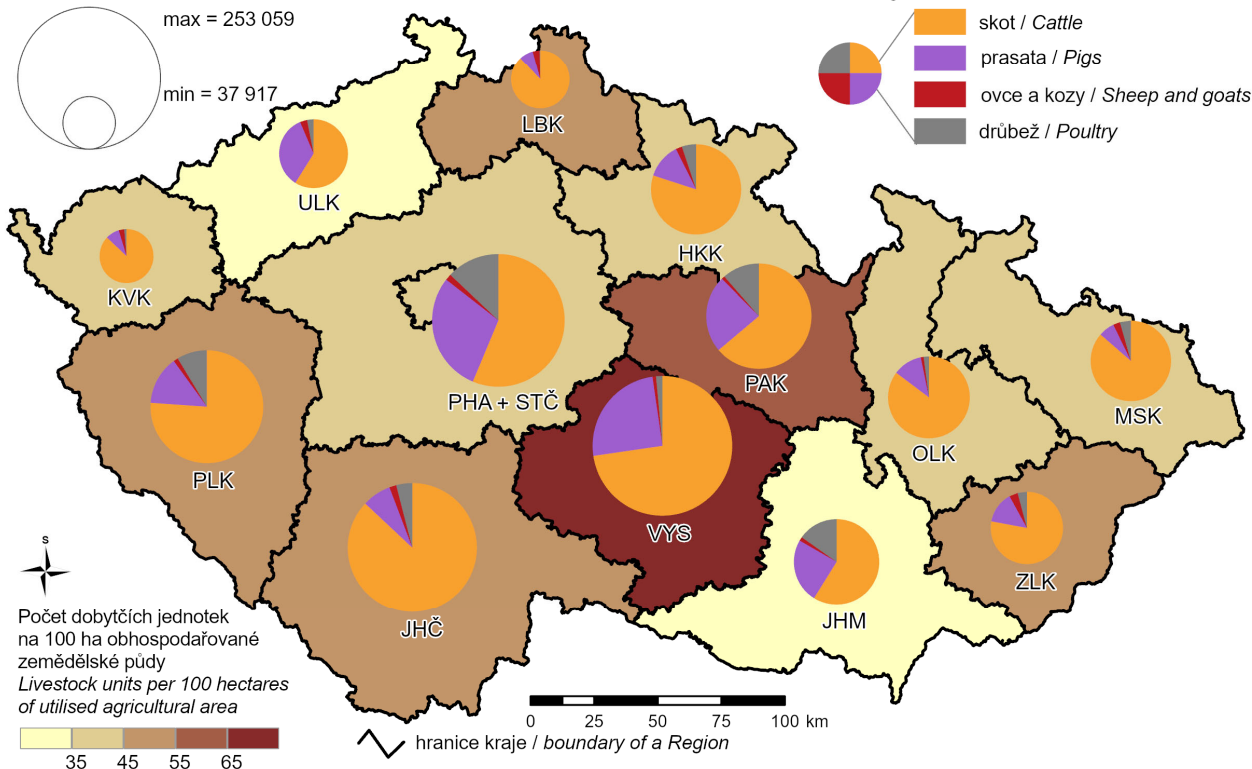 max = 253 059
min = 37 917
skot / Cattle
prasata / Pigs
ovce a kozy / Sheep and goats
drůbež / Poultry
LBK
ULK
HKK
KVK
PAK
PHA + STČ
MSK
OLK
PLK
VYS
ZLK
JHM
JHČ
S
Počet dobytčích jednotek
na 100 ha obhospodařované
zemědělské půdy
Livestock units per 100 hectares
of utilised agricultural area
35 45 55 65
0 25 50 75 100 km
hranice kraje / boundary of a Region